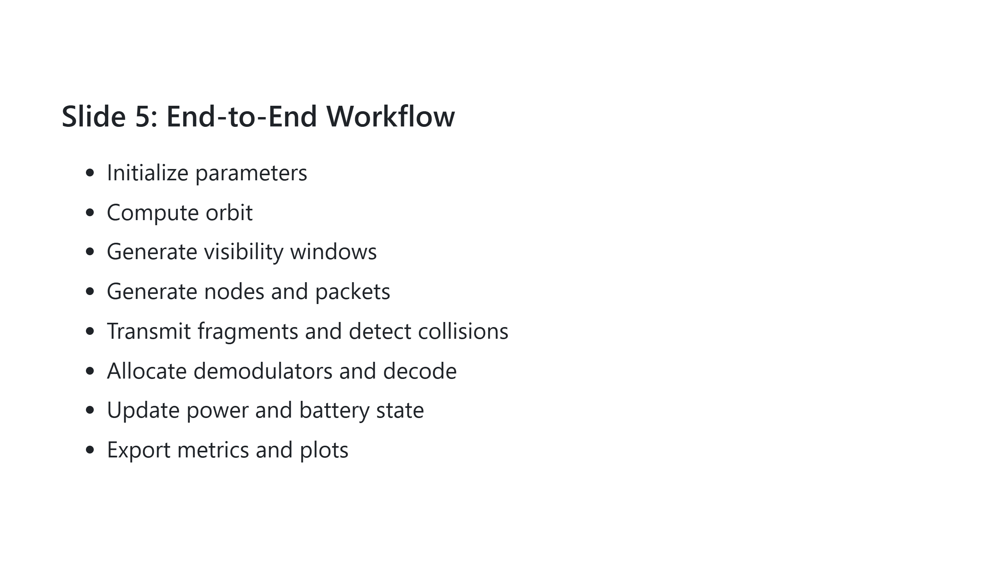 Slide 5: End-to-End Workflow
• Initialize parameters
• Compute orbit
• Generate visibility windows
• Generate nodes and packets
• Transmit fragments and detect collisions
• Allocate demodulators and decode
• Update power and battery state
• Export metrics and plots